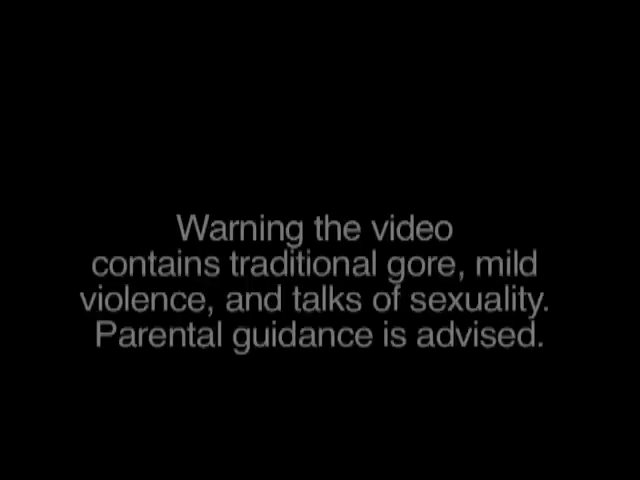 Warning the video
contains traditional gore, mild
violence, and talks of sexuality.
Parental guidance is advised.